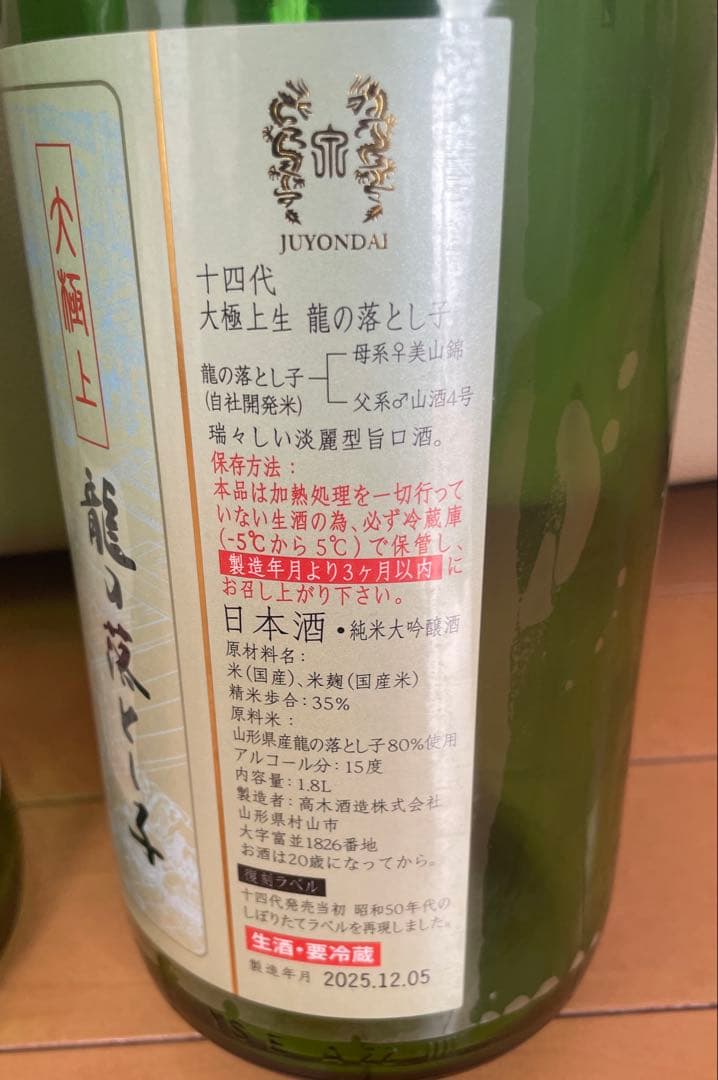 大極上
龍の落とし子
JUYONDAI
十四代
大極上生 龍の落とし子
龍の落とし子
(自社開発米)
母系♀美山錦
父系♂山酒4号
瑞々しい淡麗型旨口酒。
保存方法：
本品は加熱処理を一切行って
いない生酒の為、必ず冷蔵庫
(-5℃から5℃)で保管し、
製造年月より3ヶ月以内に
お召し上がり下さい。
日本酒・純米大吟醸酒
原材料名：
米(国産)、米麹(国産米)
精米歩合：35%
原料米：
山形県産龍の落とし子80%使用
アルコール分：15度
内容量：1.8L
製造者：高木酒造株式会社
山形県村山市
大字富並1826番地
お酒は20歳になってから。
復刻ラベル
十四代発売当初 昭和50年代の
しぼりたてラベルを再現しました。
生酒・要冷蔵
製造年月 2025.12.05